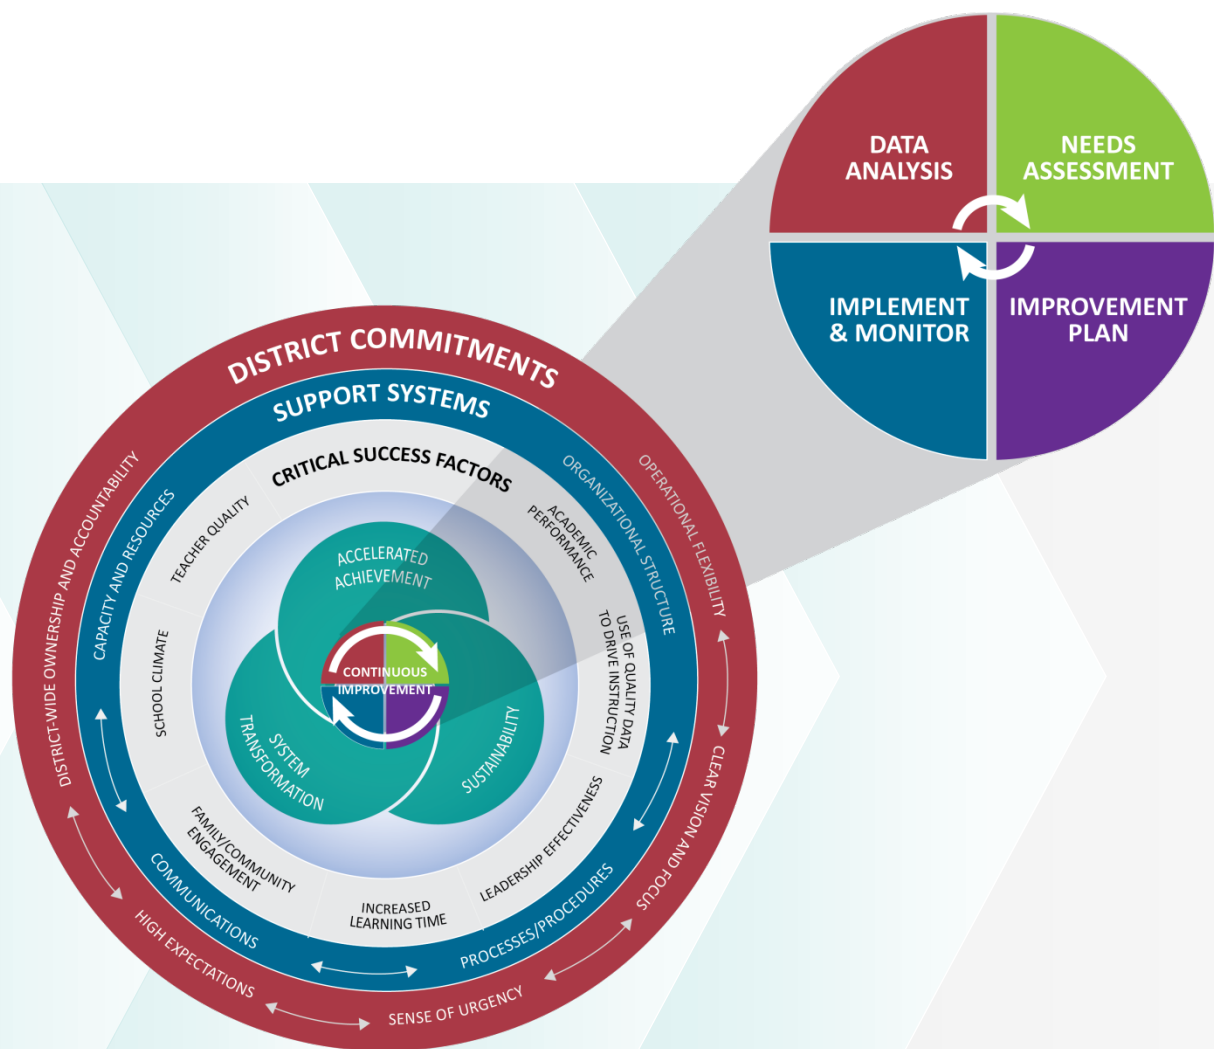 DATA
ANALYSIS
NEEDS
ASSESSMENT
IMPLEMENT
& MONITOR
IMPROVEMENT
PLAN
DISTRICT COMMITMENTS
DISTRICT-WIDE OWNERSHIP AND ACCOUNTABILITY
OPERATIONAL FLEXIBILITY
CLEAR VISION AND FOCUS
SENSE OF URGENCY
HIGH EXPECTATIONS
SUPPORT SYSTEMS
CAPACITY AND RESOURCES
ORGANIZATIONAL STRUCTURE
PROCESSES/PROCEDURES
COMMUNICATIONS
CRITICAL SUCCESS FACTORS
TEACHER QUALITY
ACADEMIC
PERFORMANCE
USE OF QUALITY DATA
TO DRIVE INSTRUCTION
LEADERSHIP EFFECTIVENESS
INCREASED
LEARNING TIME
FAMILY/COMMUNITY
ENGAGEMENT
SCHOOL CLIMATE
ACCELERATED
ACHIEVEMENT
SUSTAINABILITY
SYSTEM
TRANSFORMATION
CONTINUOUS
IMPROVEMENT